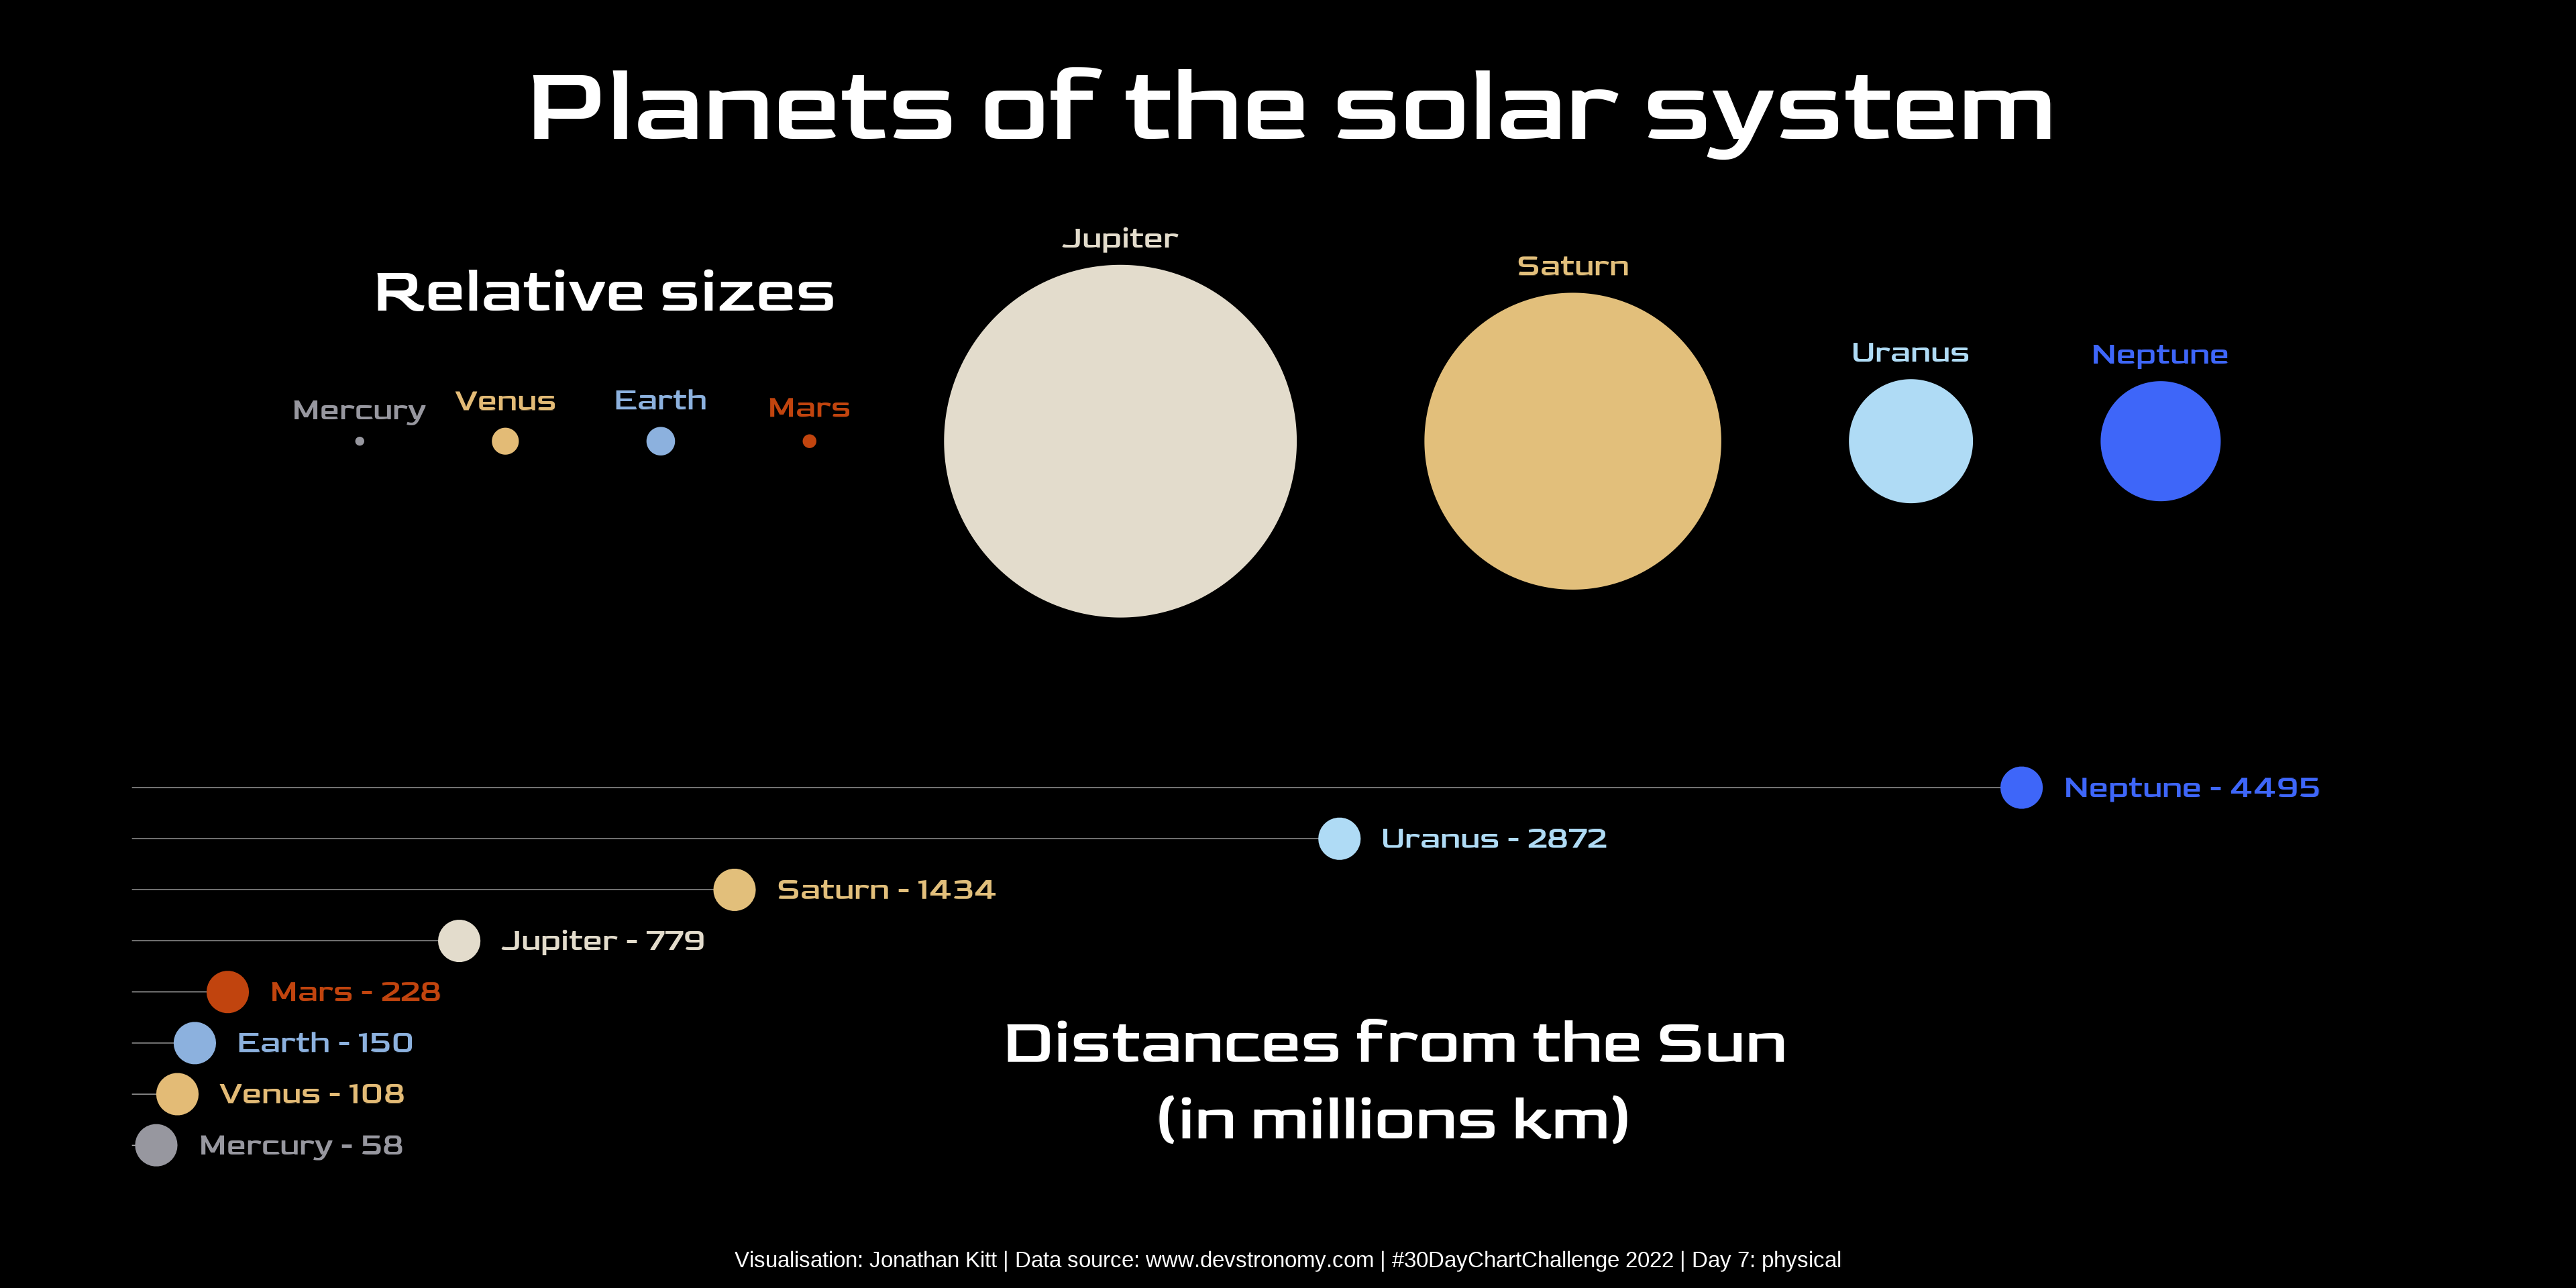 Planets of the solar system
Relative sizes
Mercury
Venus
Earth
Mars
Jupiter
Saturn
Uranus
Neptune
Neptune - 4495
Uranus - 2872
Saturn - 1434
Jupiter - 779
Mars - 228
Earth - 150
Venus - 108
Mercury - 58
Distances from the Sun
(in millions km)
Visualisation: Jonathan Kitt | Data source: www.devstronomy.com | #30DayChartChallenge 2022 | Day 7: physical